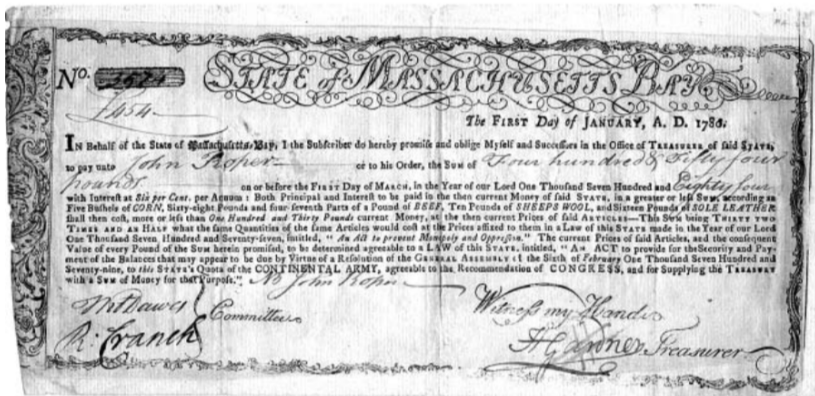 No. STATE of MASSACHUSETTS BAY
£454
The FIRST Day of JANUARY, A. D. 1780.
IN Behalf of the State of Massachusetts-Bay, I the Subscriber do hereby promise and oblige Myself and Successors in the Office of TREASURER of said STATE,
to pay unto John Roper or to his Order, the SUM of Four hundred & Fifty four
pounds on or before the FIRST Day of MARCH, in the Year of our Lord One Thousand Seven Hundred and Eighty four
with Interest at Six per Cent. per ANNUM: Both Principal and Interest to be paid in the then current Money of said STATE, in a greater or less SUM, according as
Five Bushels of CORN, Sixty-eight Pounds and four-seventh Parts of a Pound of BEEF, Ten Pounds of SHEEPS WOOL, and Sixteen Pounds of SOLE LEATHER
shall then cost, more or less than One Hundred and Thirty Pounds current Money, at the then current Prices of said ARTICLES—This SUM being THIRTY TWO
TIMES AND AN HALF what the same Quantities of the same Articles would cost at the Prices affixed to them in a Law of this STATE made in the Year of our Lord
One Thousand Seven Hundred and Seventy-seven, intitled, "An Act to prevent Monopoly and Oppression." The current Prices of said Articles, and the consequent
Value of every Pound of the SUM herein promised, to be determined agreeable to a LAW of this STATE, intitled, "An ACT to provide for the Security and Pay-
ment of the Balances that may appear to be due by Virtue of a Resolution of the GENERAL ASSEMBLY of the Sixth of February One Thousand Seven Hundred and
Seventy-nine, to this STATE's Quota of the CONTINENTAL ARMY, agreeable to the Recommendation of CONGRESS, and for Supplying the TREASURY
with a SUM of Money for that Purpose." John Roper
Witness my Hand
Dawes Committee
R: Cranch
H Gardner Treasurer